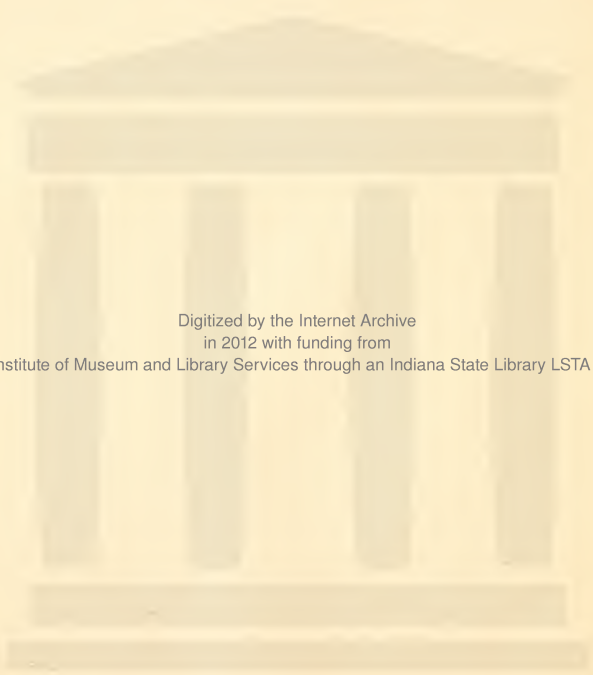 Digitized by the Internet Archive
in 2012 with funding from
nstitute of Museum and Library Services through an Indiana State Library LSTA